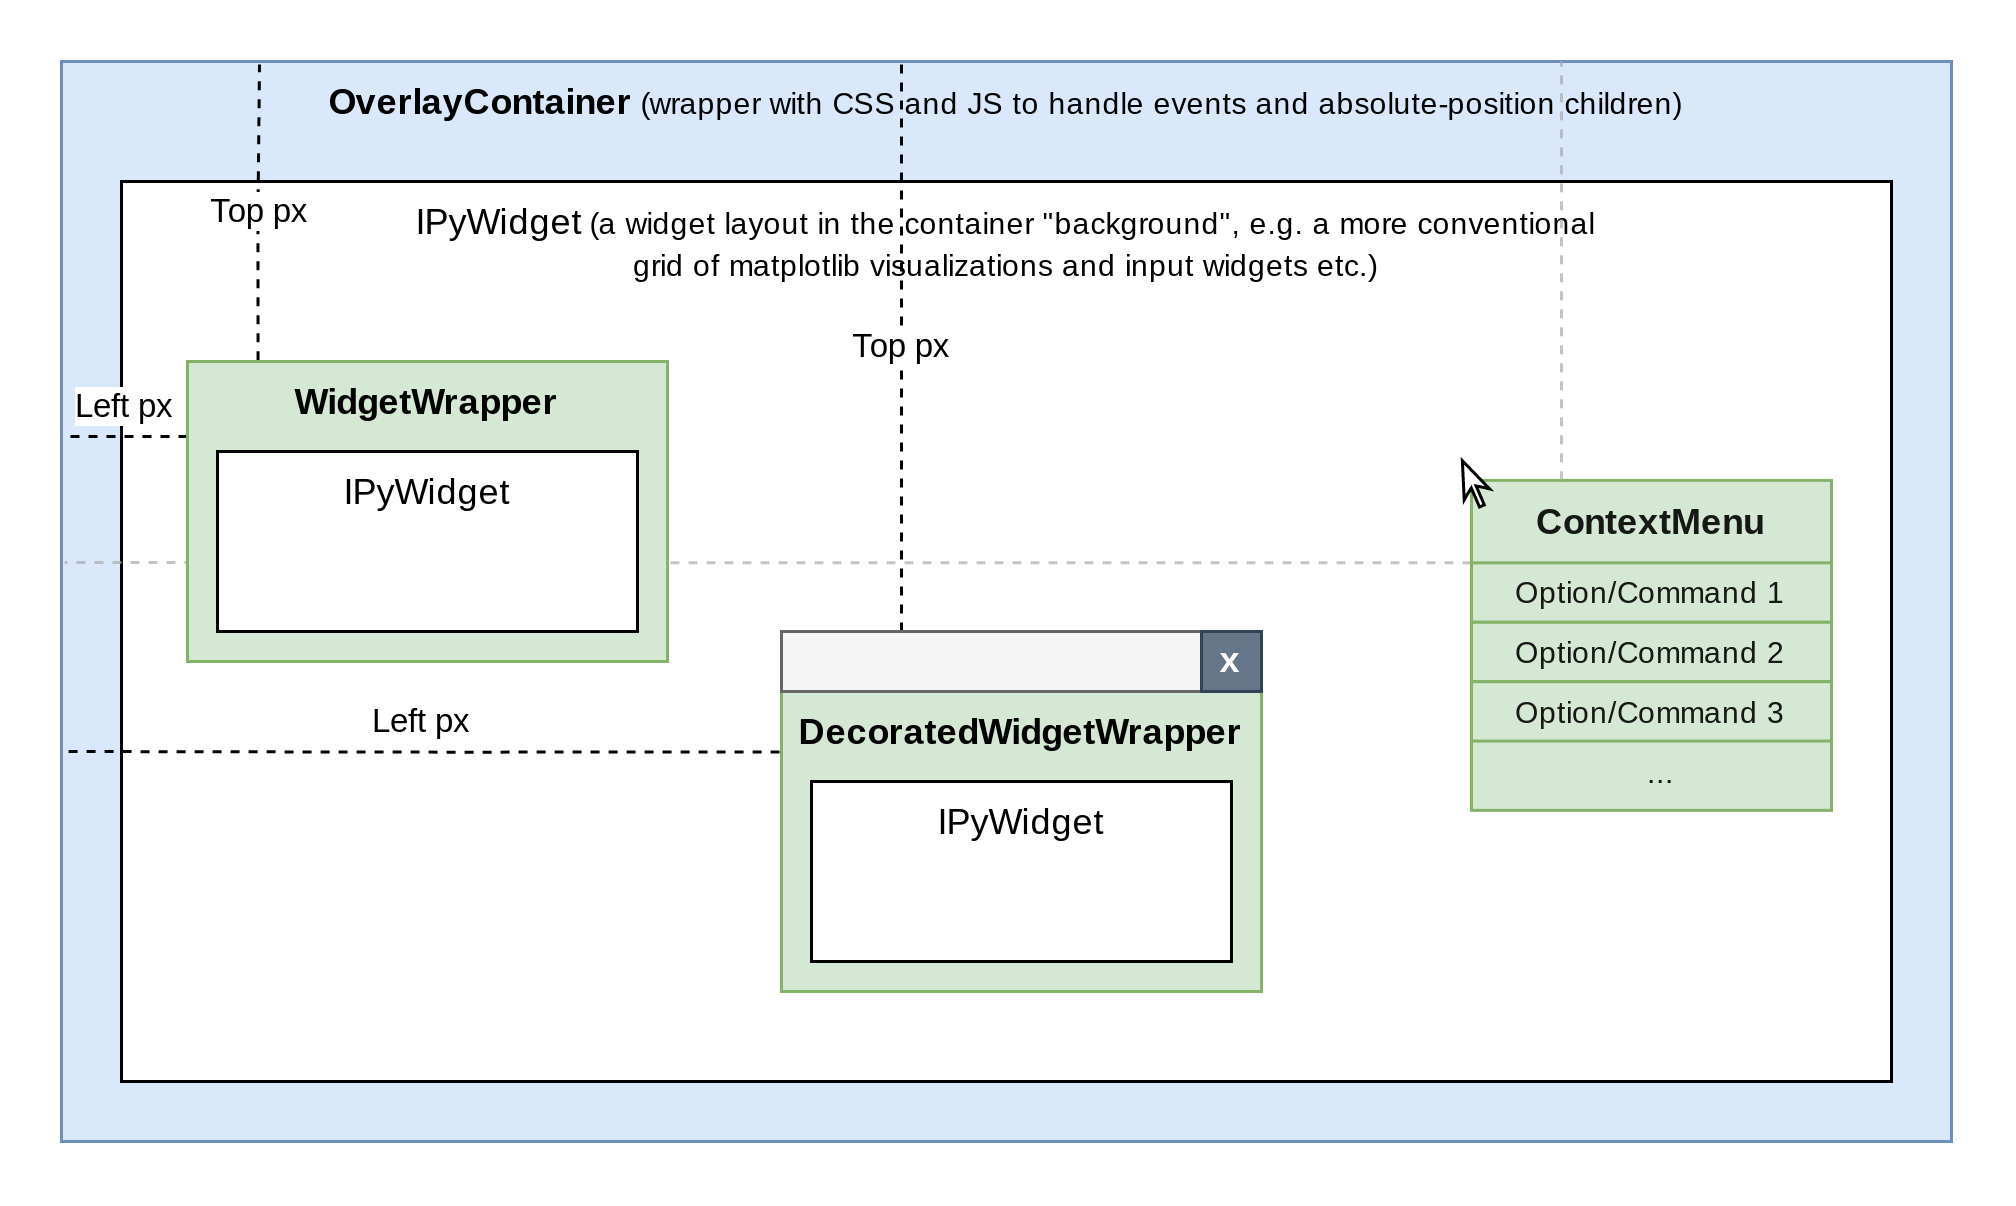 OverlayContainer (wrapper with CSS and JS to handle events and absolute-position children)
Top px
IPyWidget (a widget layout in the container "background", e.g. a more conventional
grid of matplotlib visualizations and input widgets etc.)
Top px
Left px
WidgetWrapper
IPyWidget
ContextMenu
Option/Command 1
Option/Command 2
Option/Command 3
...
Left px
x
DecoratedWidgetWrapper
IPyWidget